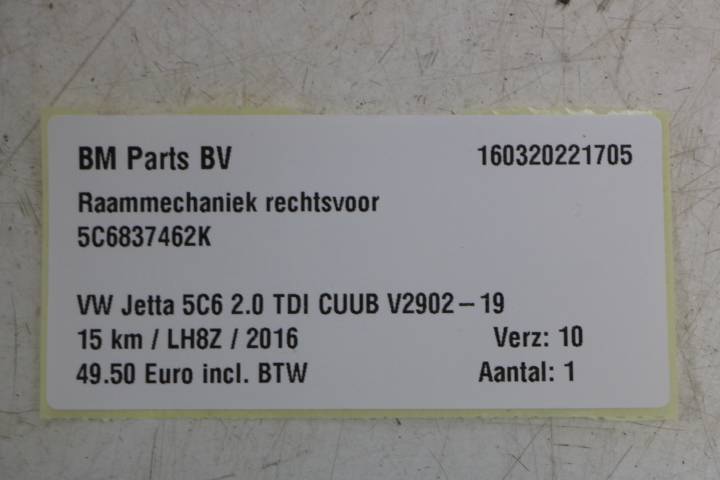 BM Parts BV 160320221705
Raammechaniek rechtsvoor
5C6837462K
VW Jetta 5C6 2.0 TDI CUUB V2902-19
15 km / LH8Z / 2016 Verz: 10
49.50 Euro incl. BTW Aantal: 1